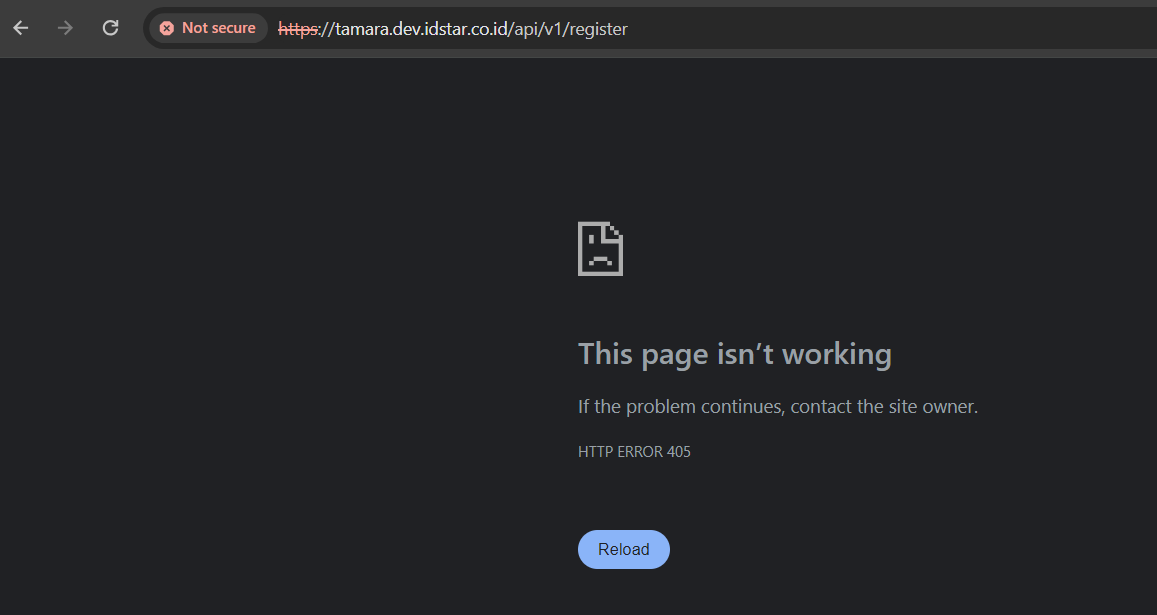 Not secure https://tamara.dev.idstar.co.id/api/v1/register
This page isn’t working
If the problem continues, contact the site owner.
HTTP ERROR 405
Reload